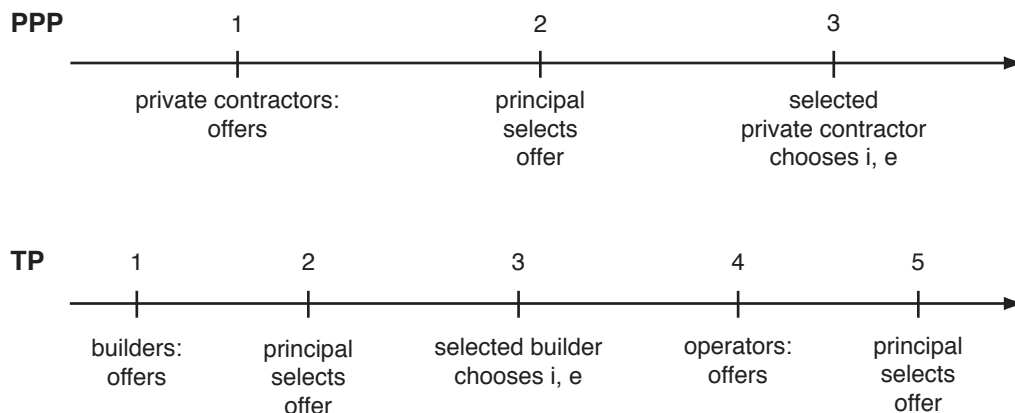 PPP 1 2 3
private contractors: principal selected
offers selects private contractor
offer chooses i, e
TP 1 2 3 4 5
builders: principal selected builder operators: principal
offers selects chooses i, e offers selects
offer offer